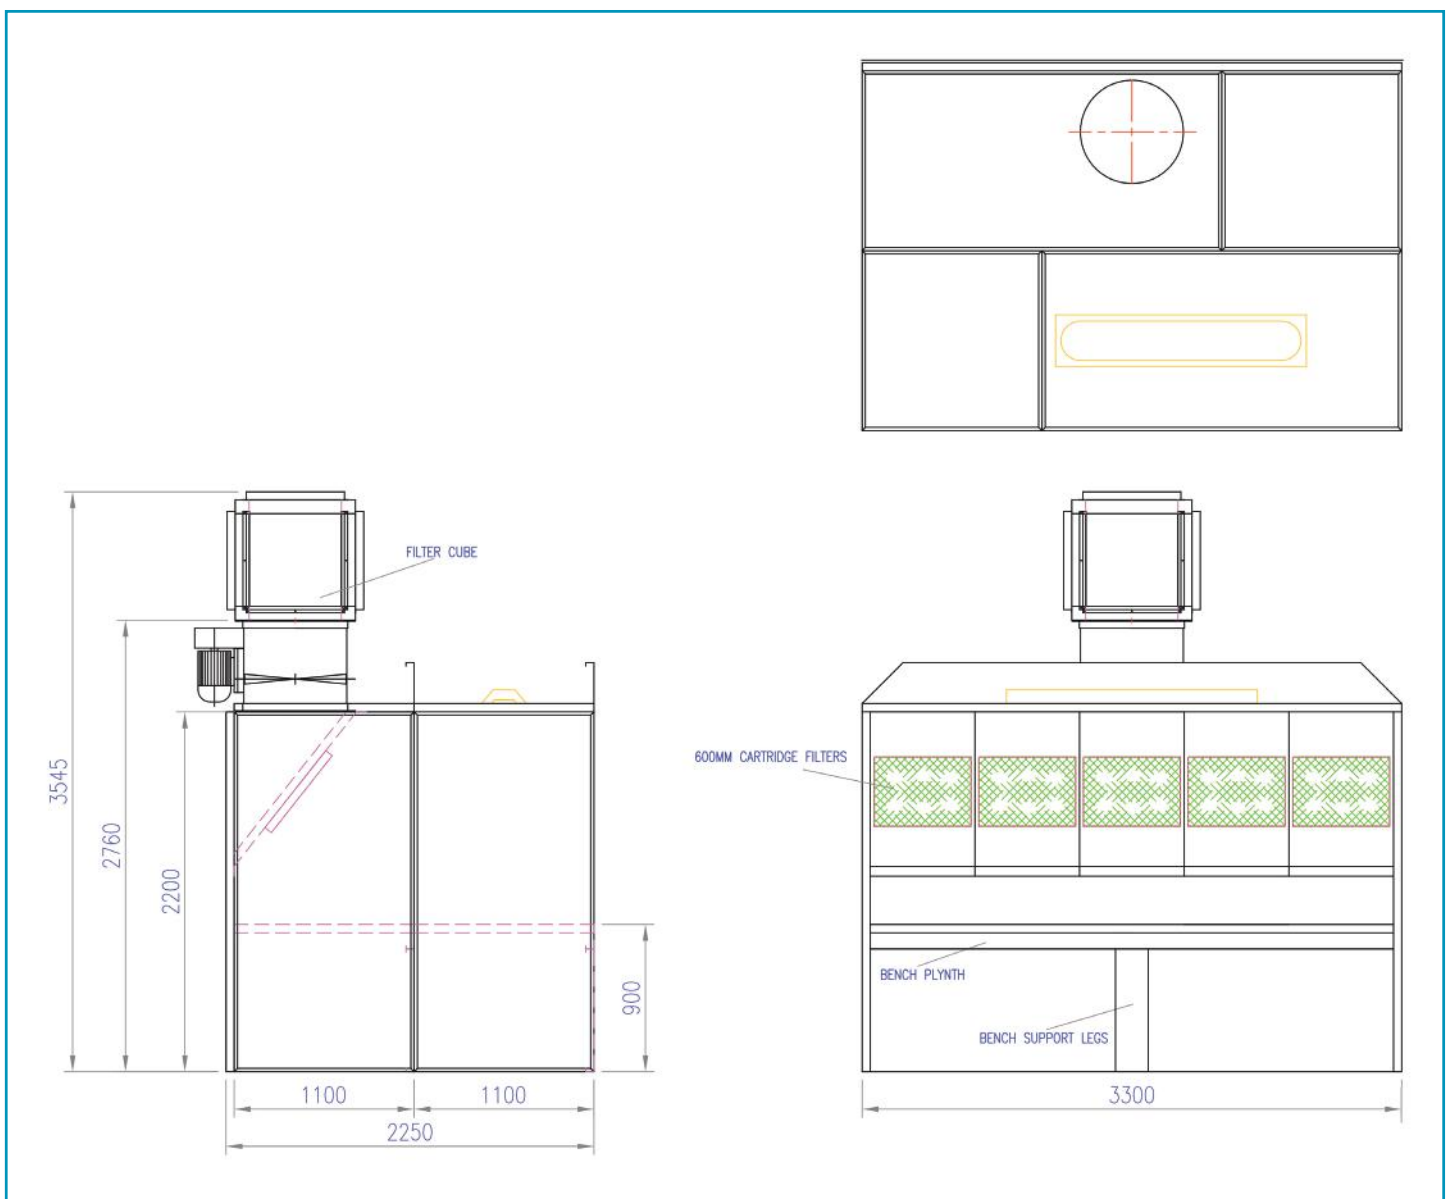 FILTER CUBE
3545
2760
2200
900
1100
1100
2250
600MM CARTRIDGE FILTERS
BENCH PLYNTH
BENCH SUPPORT LEGS
3300